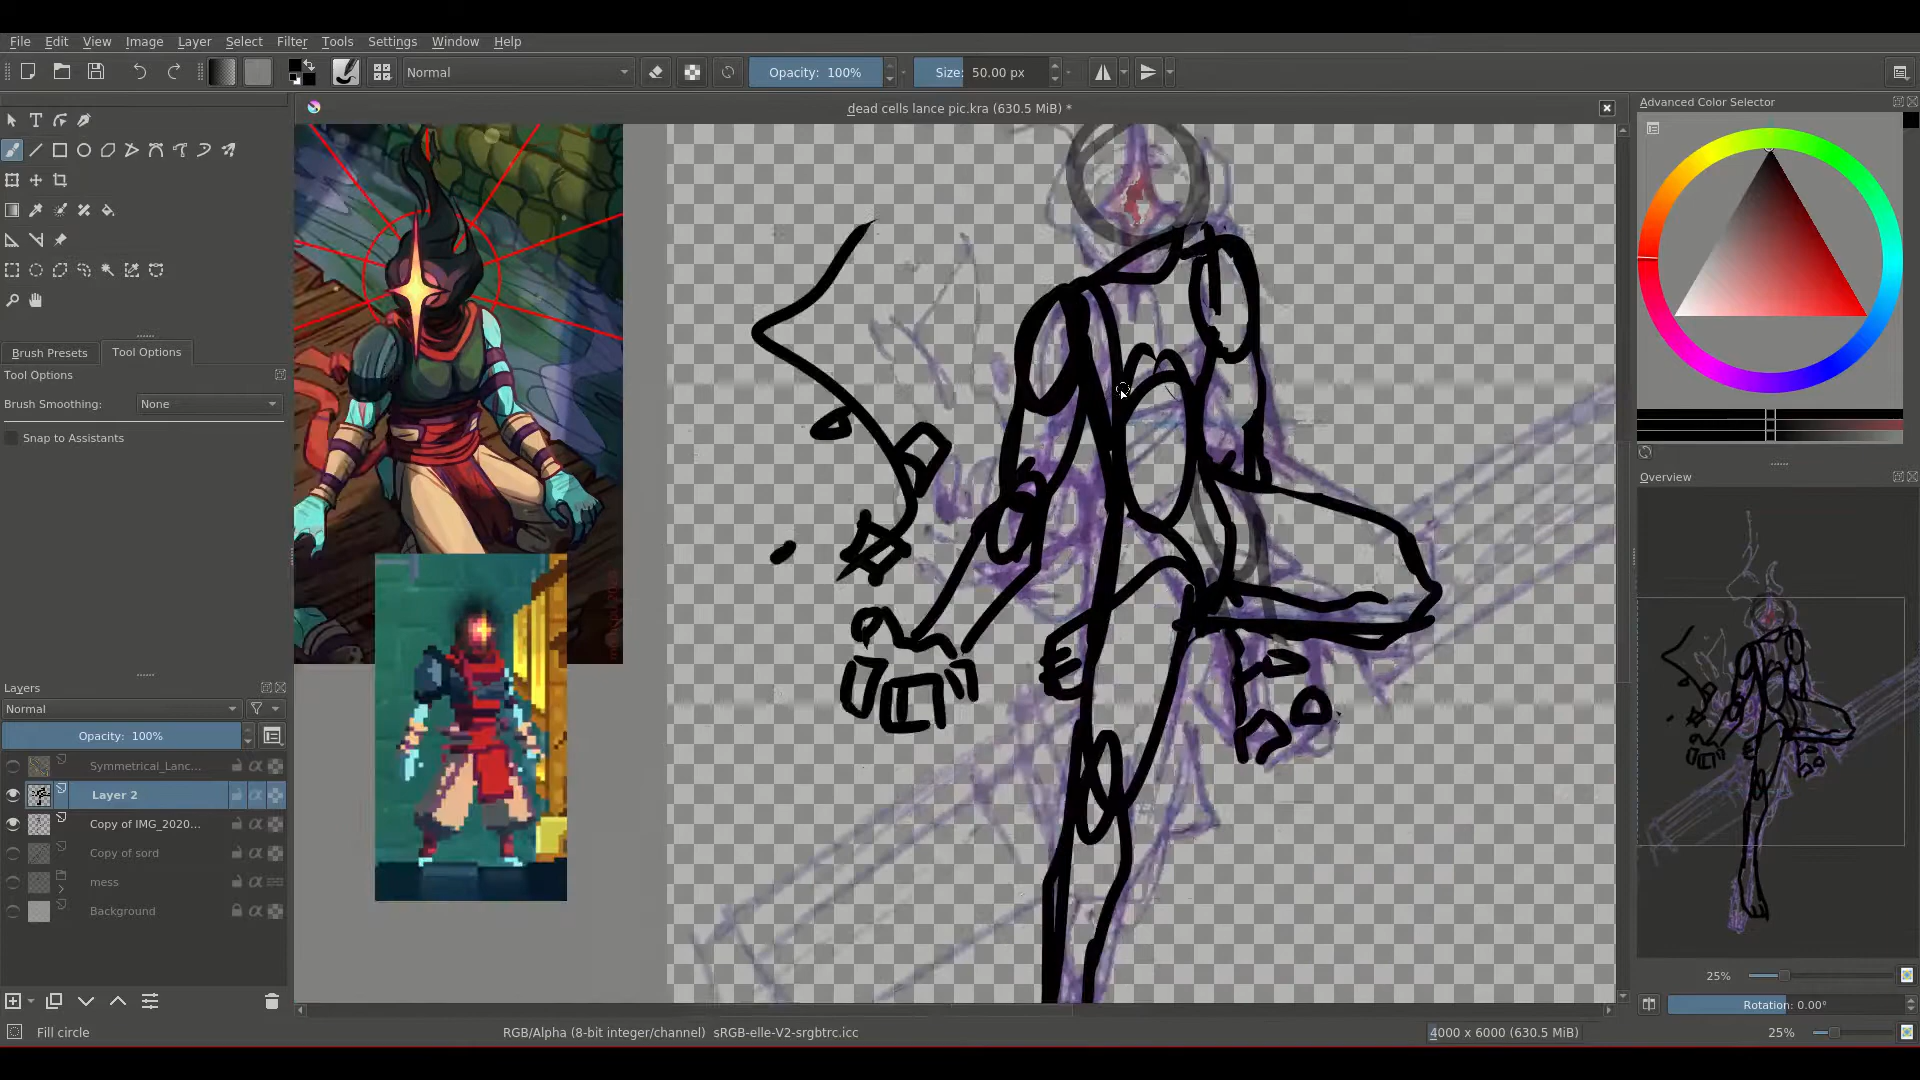 File Edit View Image Layer Select Filter Tools Settings Window Help
Normal Opacity: 100% Size: 50.00 px
dead cells lance pic.kra (630.5 MiB) *
Advanced Color Selector
Brush Presets Tool Options
Tool Options
Brush Smoothing: None
Snap to Assistants
Overview
Layers
Normal
Opacity: 100%
Symmetrical_Lanc...
Layer 2
Copy of IMG_2020...
Copy of sord
mess
Background
25%
Rotation: 0.00°
Fill circle RGB/Alpha (8-bit integer/channel) sRGB-elle-V2-srgbtrc.icc 4000 x 6000 (630.5 MiB) 25%